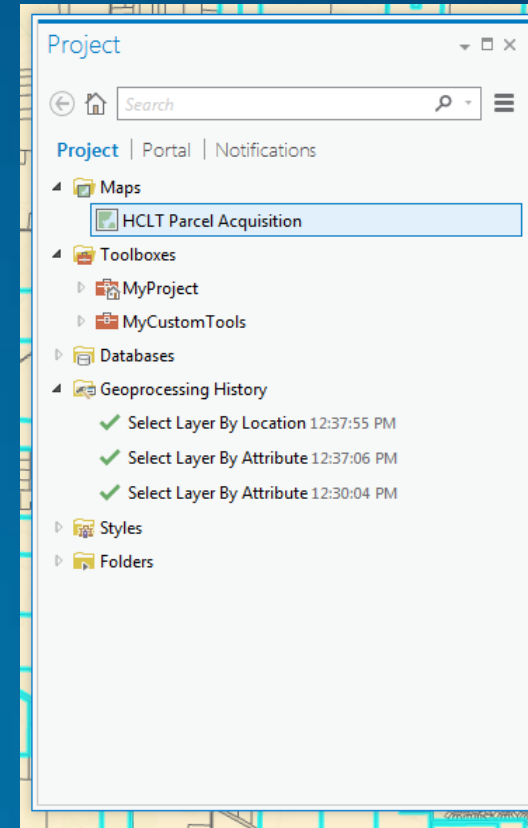 Project
Search
Project | Portal | Notifications
Maps
HCLT Parcel Acquisition
Toolboxes
MyProject
MyCustomTools
Databases
Geoprocessing History
Select Layer By Location 12:37:55 PM
Select Layer By Attribute 12:37:06 PM
Select Layer By Attribute 12:30:04 PM
Styles
Folders